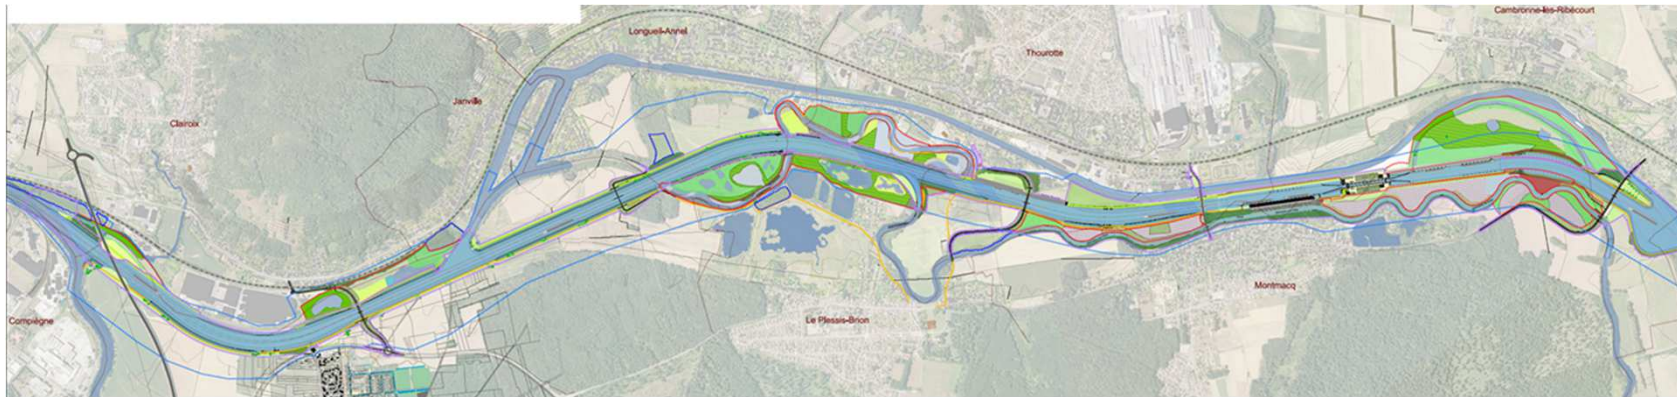 Cambronne-lès-Ribécourt
Longueil-Annel
Thourotte
Janville
Clairoix
Montmacq
Compiègne
Le Plessis-Brion